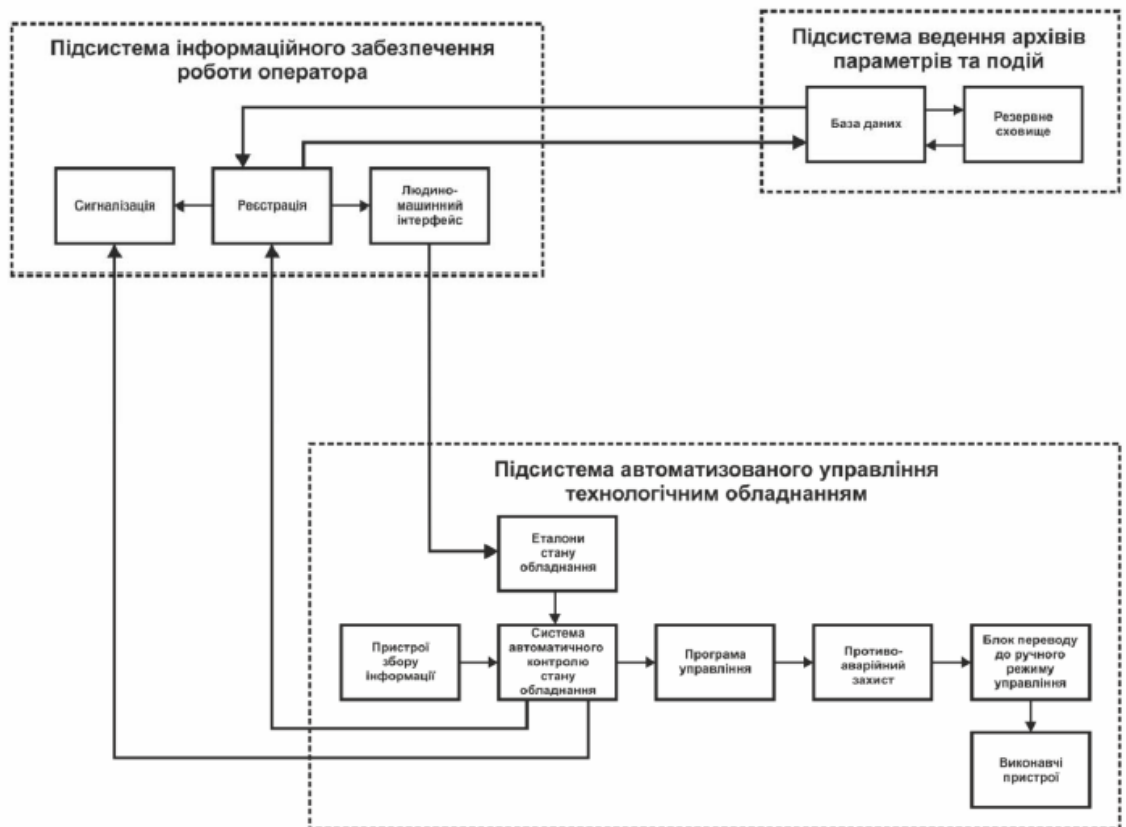 Підсистема інформаційного забезпечення
роботи оператора
Підсистема ведення архівів
параметрів та подій
База даних
Резервне
сховище
Сигналізація
Реєстрація
Людино-
машинний
інтерфейс
Підсистема автоматизованого управління
технологічним обладнанням
Еталони
стану
обладнання
Пристрої
збору
інформації
Система
автоматичного
контролю
стану
обладнання
Програма
управління
Противо-
аварійний
захист
Блок переводу
до ручного
режиму
управління
Виконавчі
пристрої